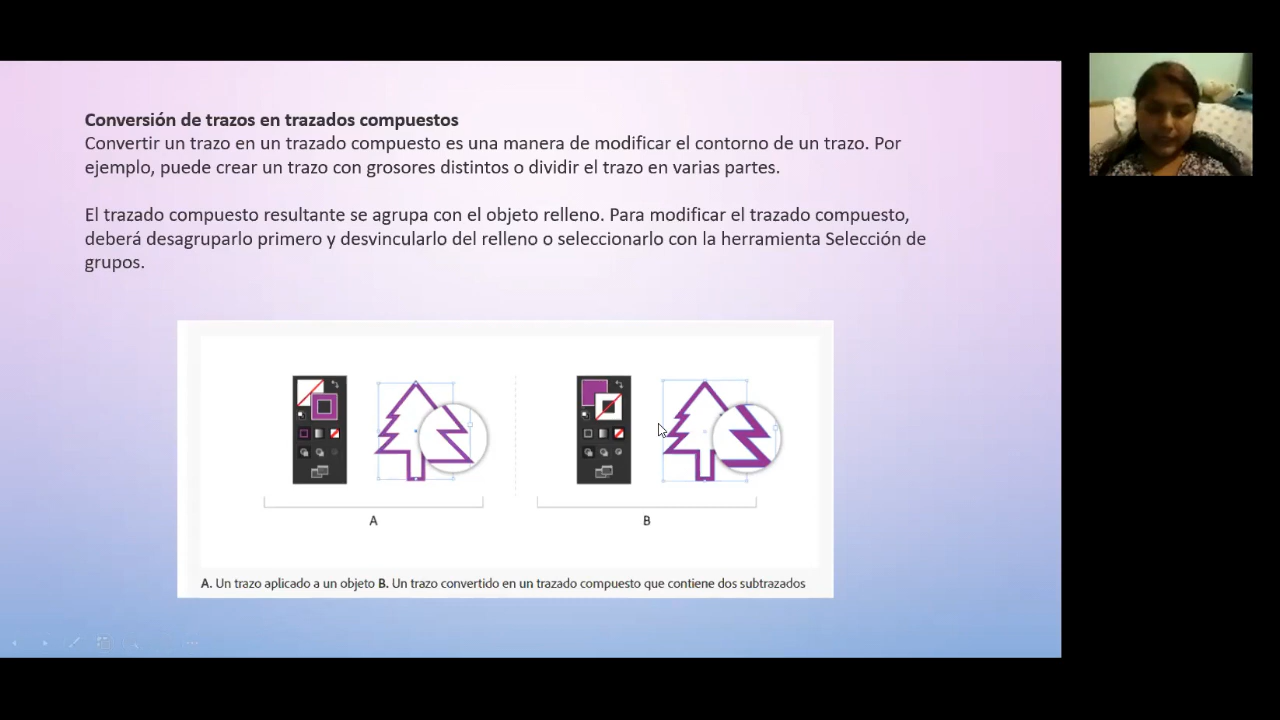 Conversión de trazos en trazados compuestos
Convertir un trazo en un trazado compuesto es una manera de modificar el contorno de un trazo. Por
ejemplo, puede crear un trazo con grosores distintos o dividir el trazo en varias partes.
El trazado compuesto resultante se agrupa con el objeto relleno. Para modificar el trazado compuesto,
deberá desagruparlo primero y desvincularlo del relleno o seleccionarlo con la herramienta Selección de
grupos.
A
B
A. Un trazo aplicado a un objeto B. Un trazo convertido en un trazado compuesto que contiene dos subtrazados